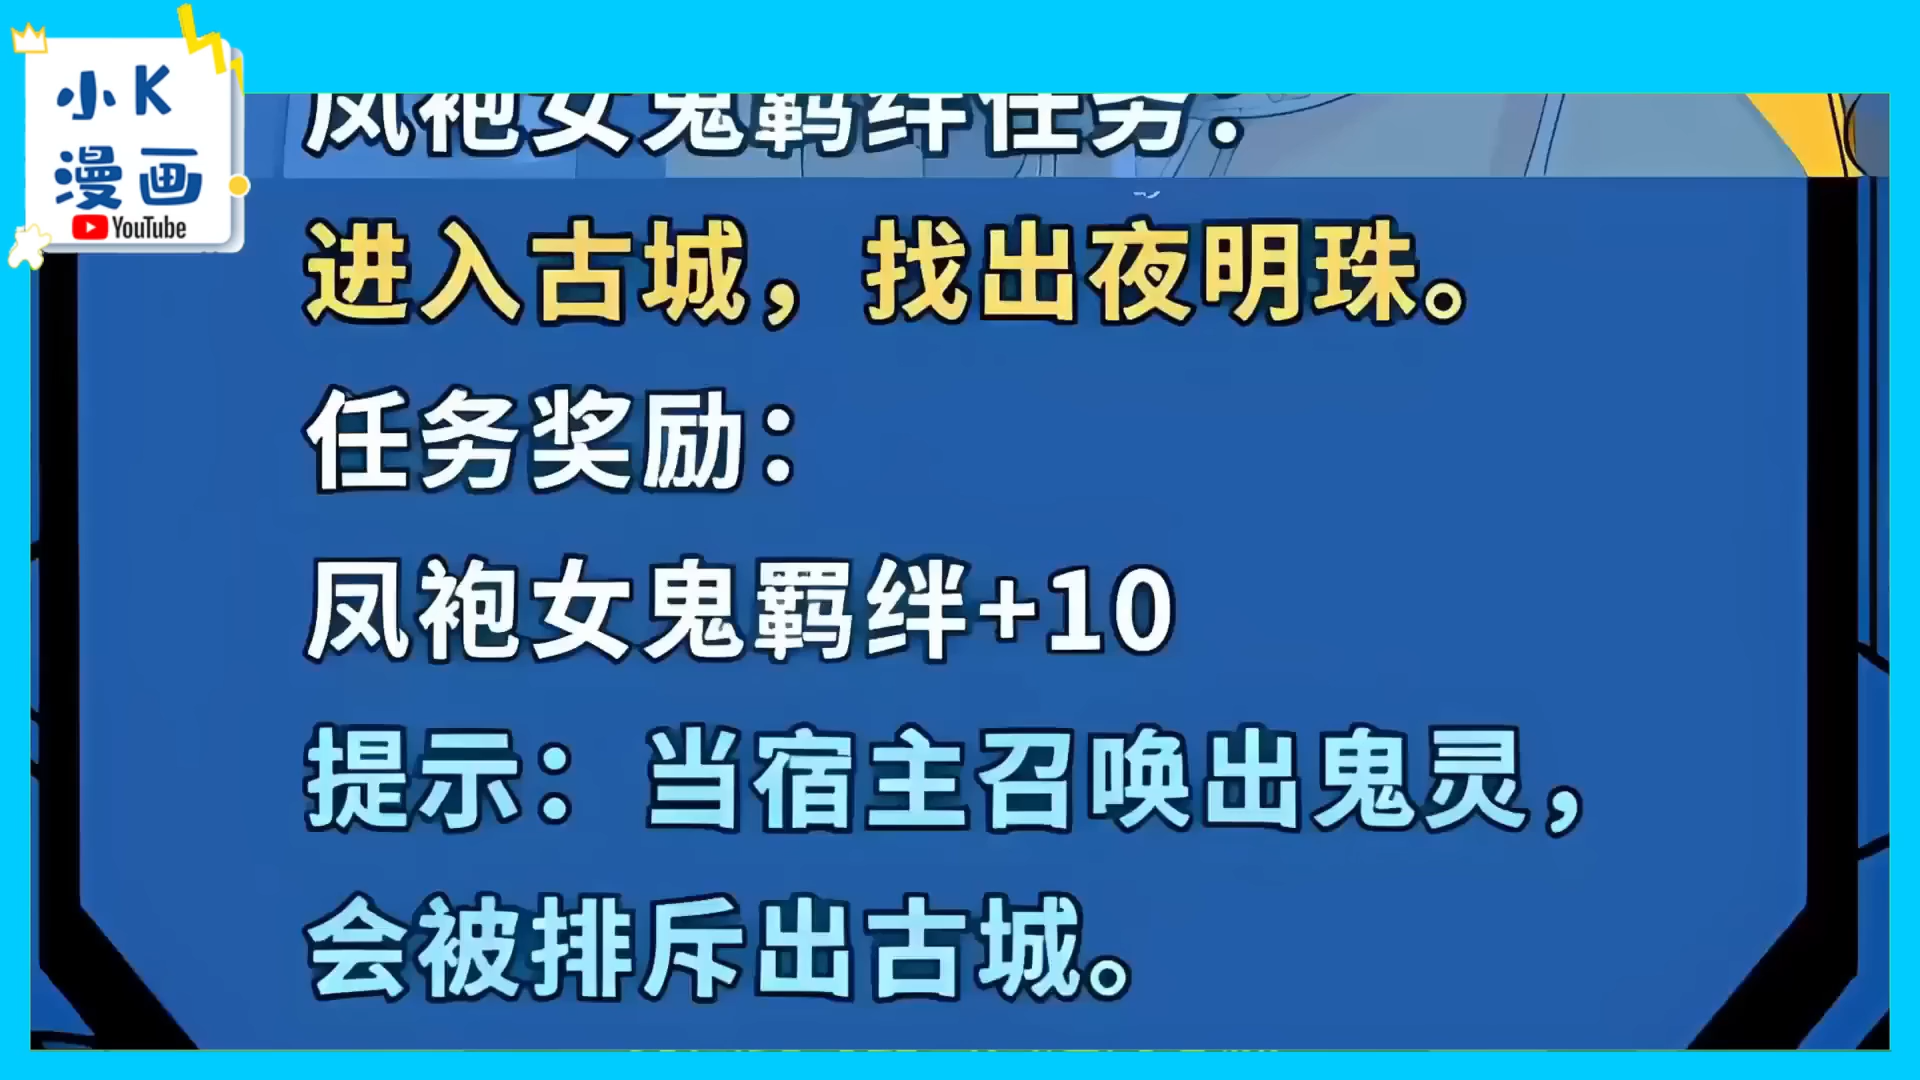 小K
漫画
YouTube
凤袍女鬼羁绊任务：
进入古城，找出夜明珠。
任务奖励：
凤袍女鬼羁绊+10
提示：当宿主召唤出鬼灵，
会被排斥出古城。